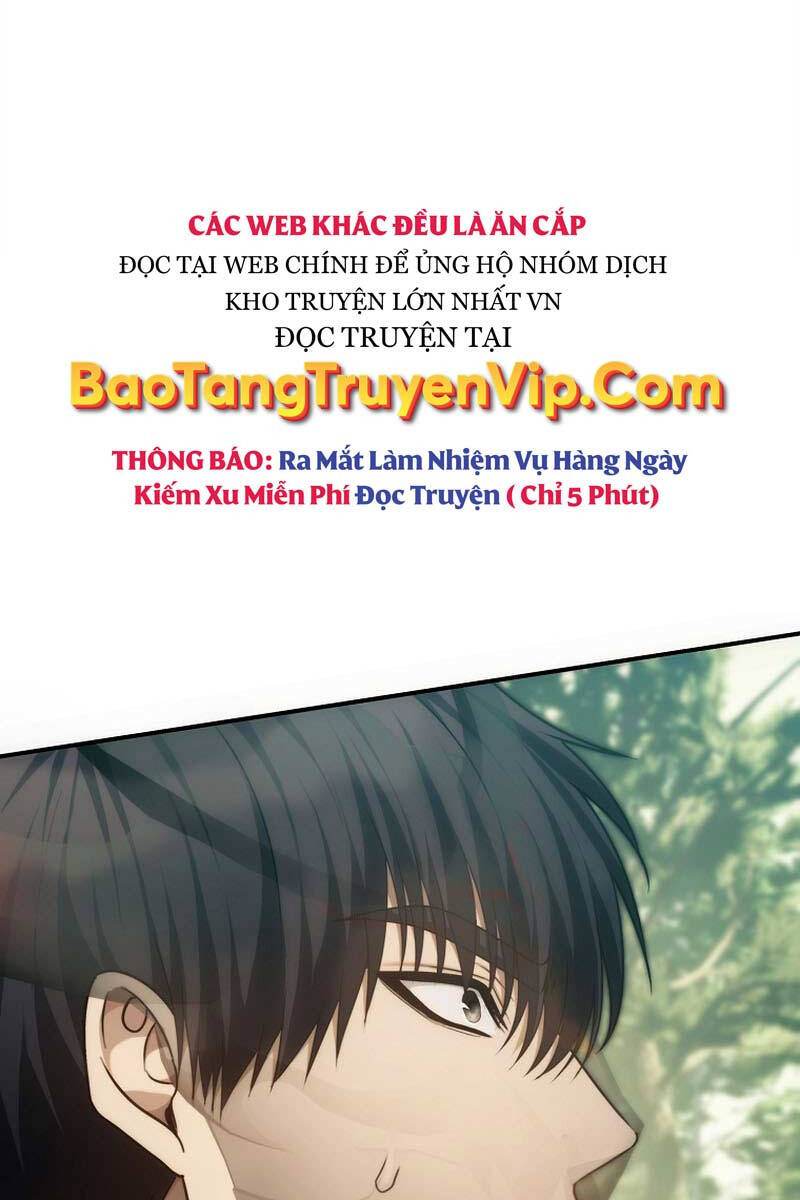 CÁC WEB KHÁC ĐỀU LÀ ĂN CẮP
ĐỌC TẠI WEB CHÍNH ĐỂ ỦNG HỘ NHÓM DỊCH
KHO TRUYỆN LỚN NHẤT VN
ĐỌC TRUYỆN TẠI
BaoTangTruyenVip.Com
THÔNG BÁO: Ra Mắt Làm Nhiệm Vụ Hàng Ngày
Kiếm Xu Miễn Phí Đọc Truyện ( Chỉ 5 Phút)